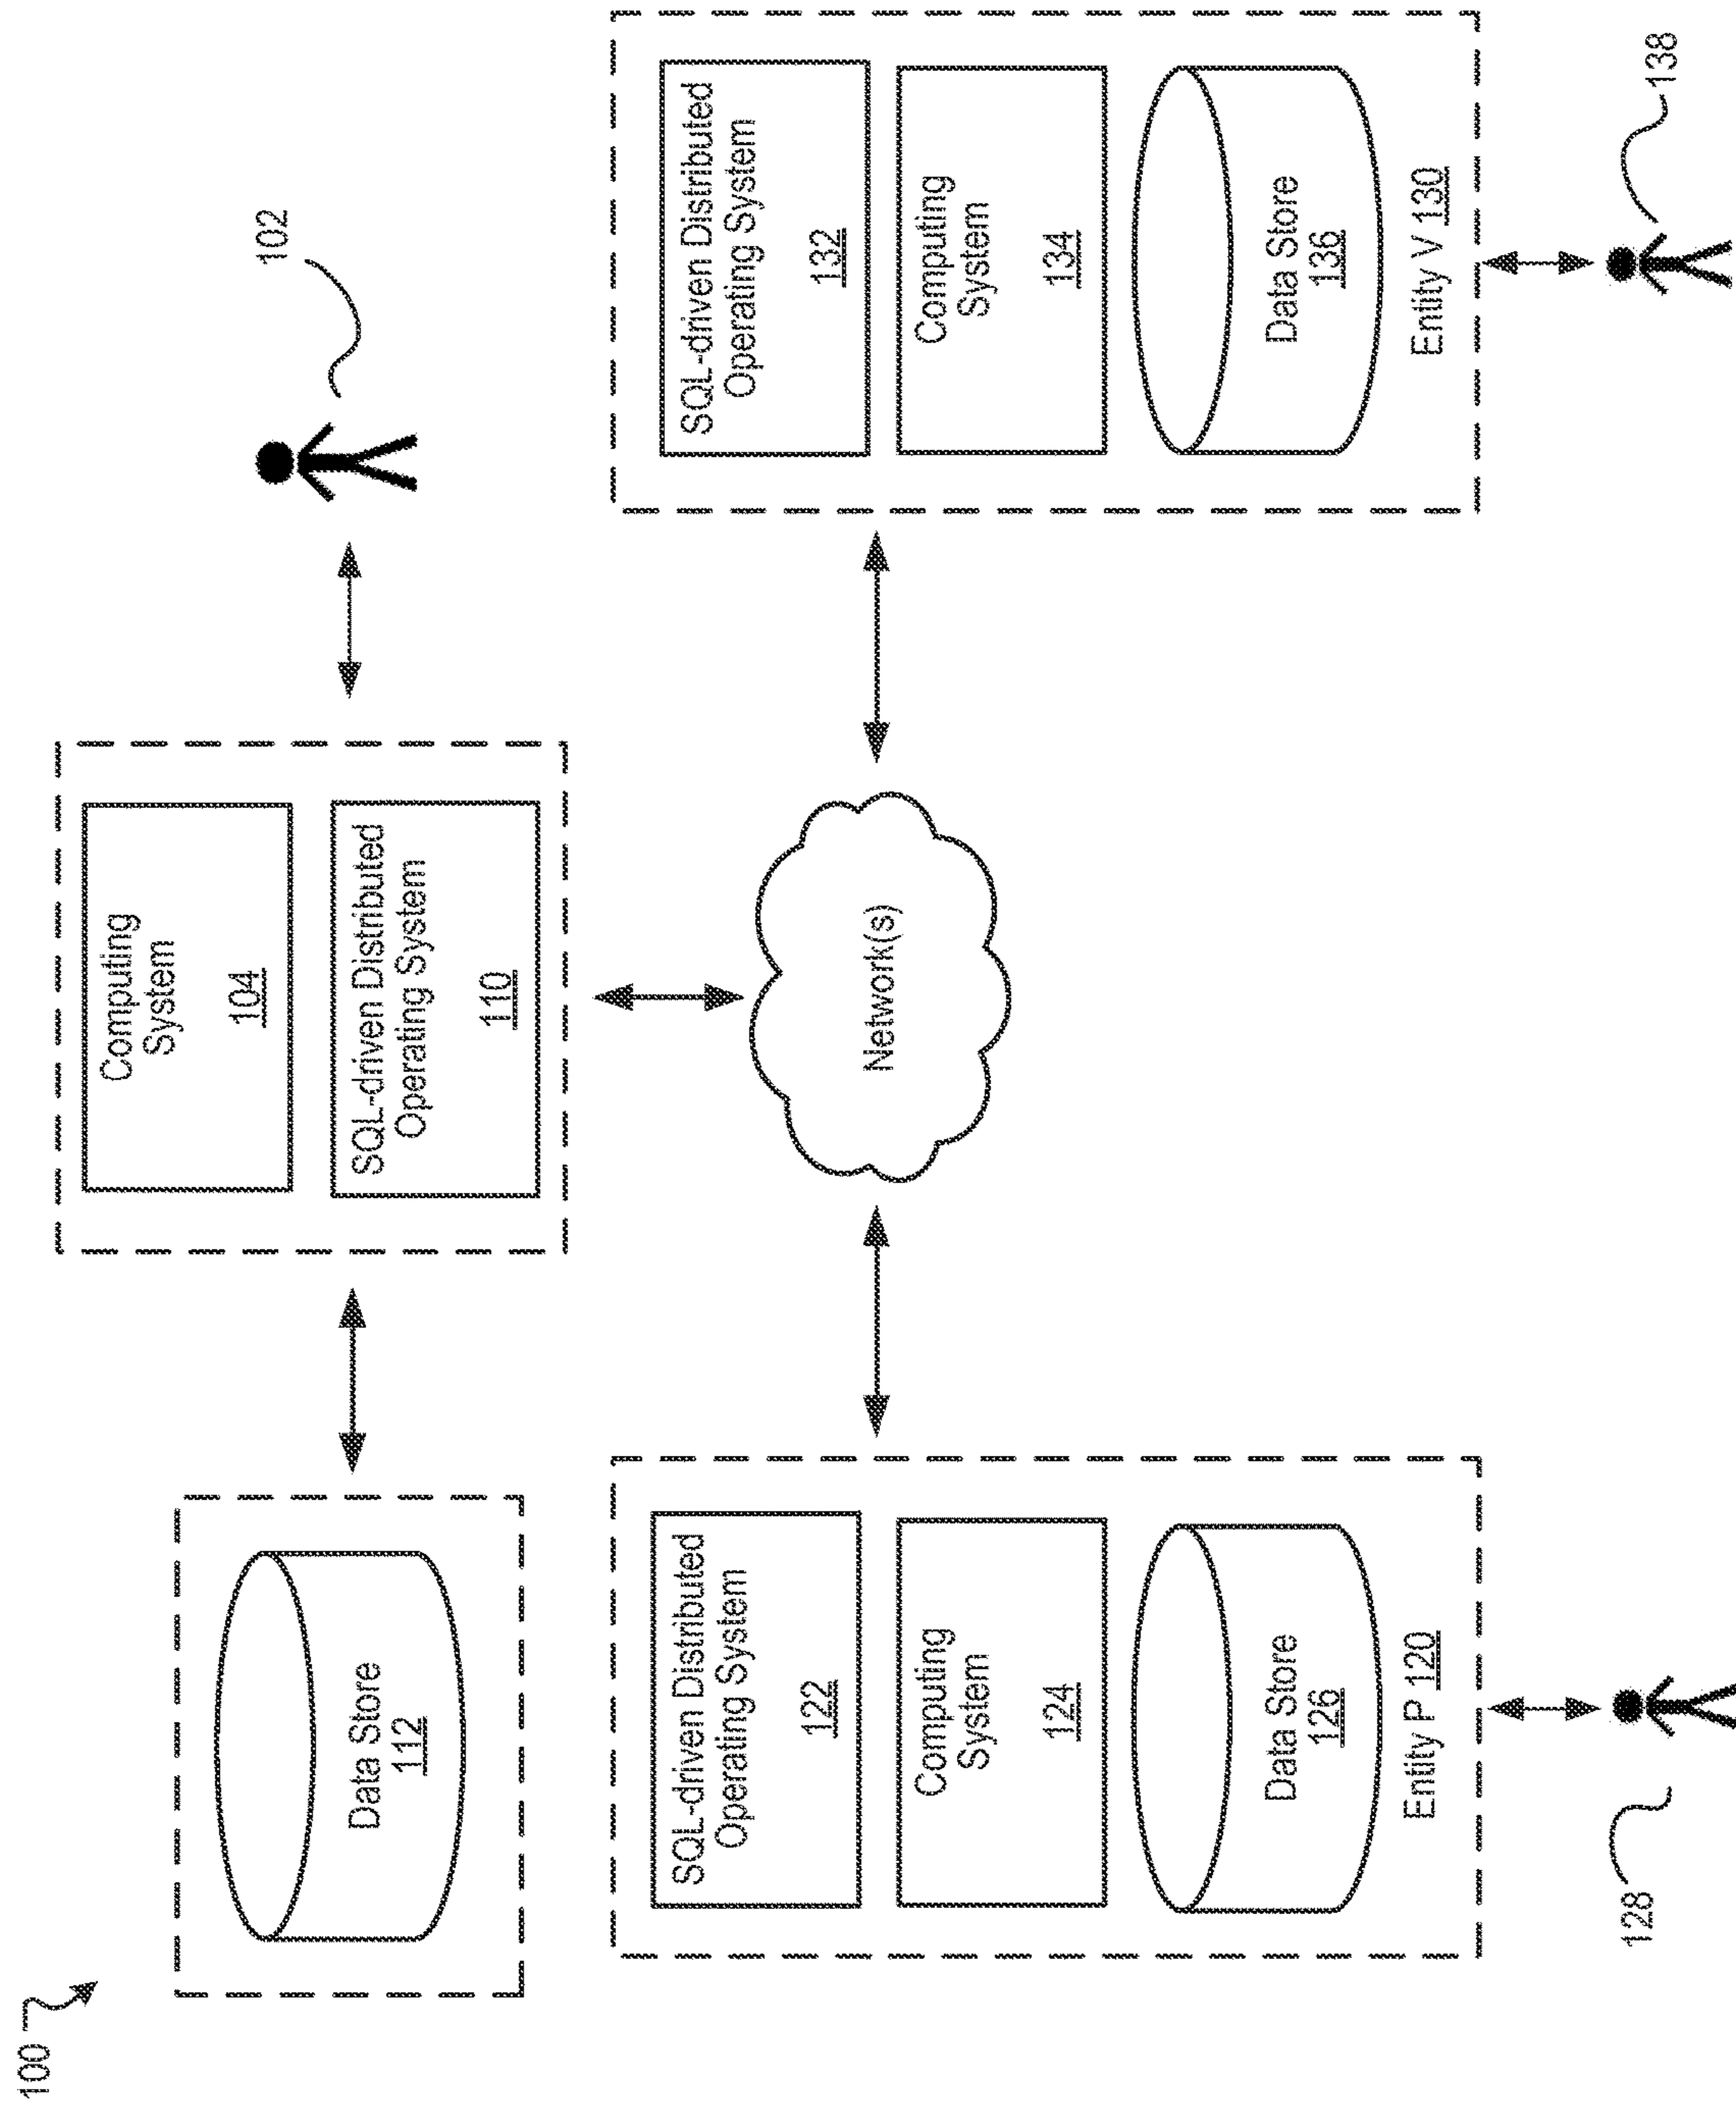 100
102
Data Store
112
Computing
System
104
SQL-driven Distributed
Operating System
110
Network(s)
SQL-driven Distributed
Operating System
122
Computing
System
124
Data Store
126
Entity P 120
128
SQL-driven Distributed
Operating System
132
Computing
System
134
Data Store
136
Entity V 130
138